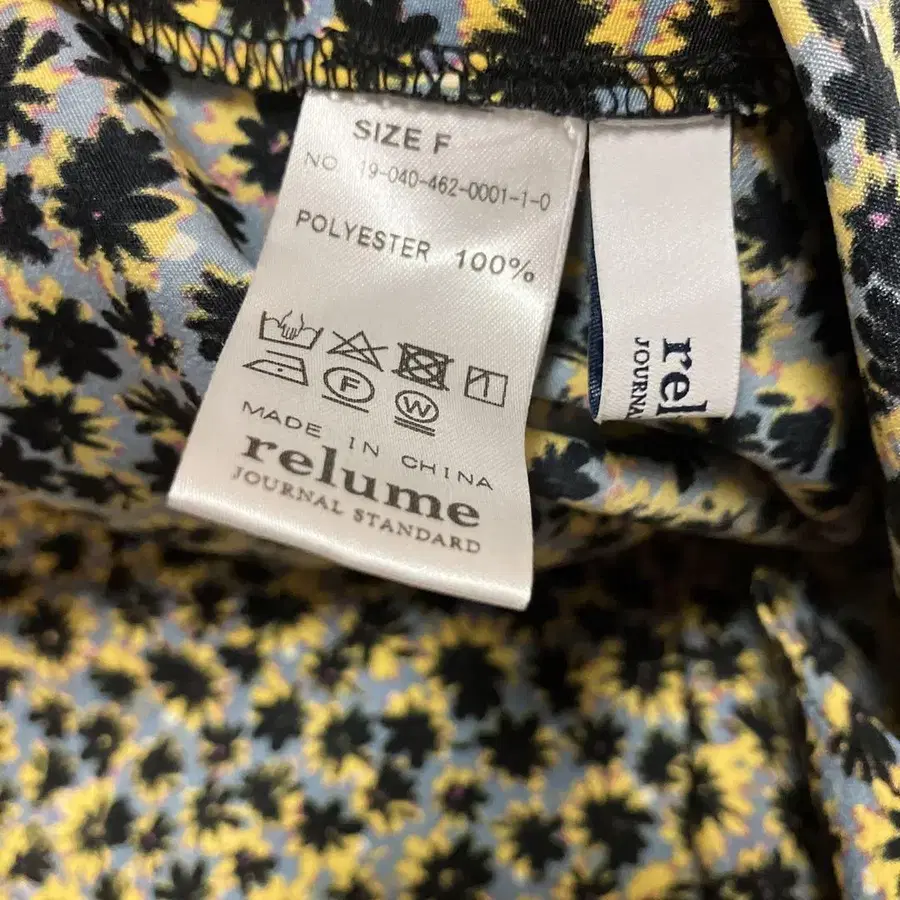 SIZE F
NO 19-040-462-0001-1-0
POLYESTER 100%
F
W
MADE IN CHINA
relume
JOURNAL STANDARD
rel
JOURNA